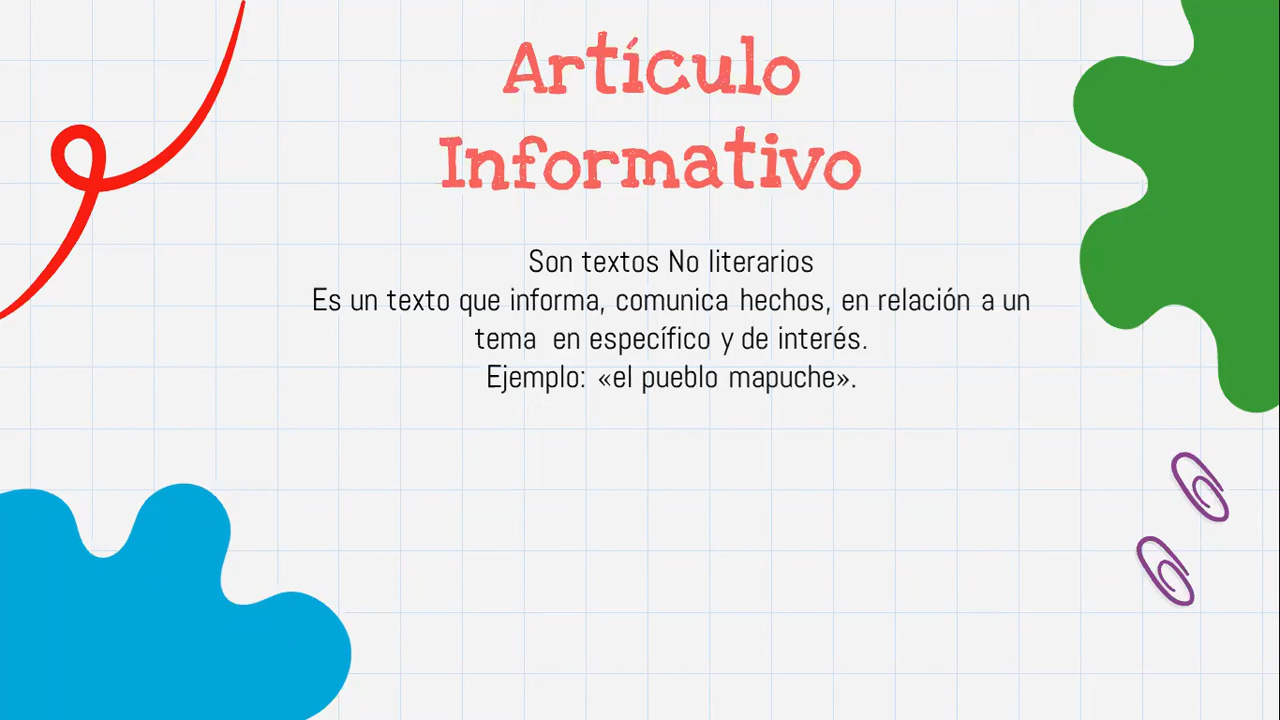 Artículo
Informativo
Son textos No literarios
Es un texto que informa, comunica hechos, en relación a un
tema en específico y de interés.
Ejemplo: «el pueblo mapuche».